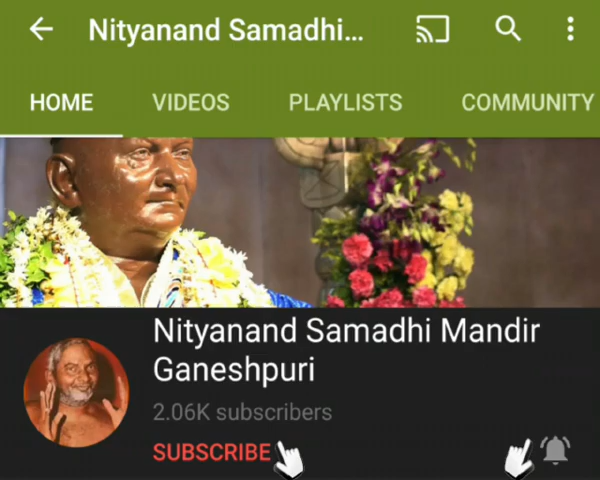 Nityanand Samadhi...
HOME VIDEOS PLAYLISTS COMMUNITY
Nityanand Samadhi Mandir
Ganeshpuri
2.06K subscribers
SUBSCRIBE